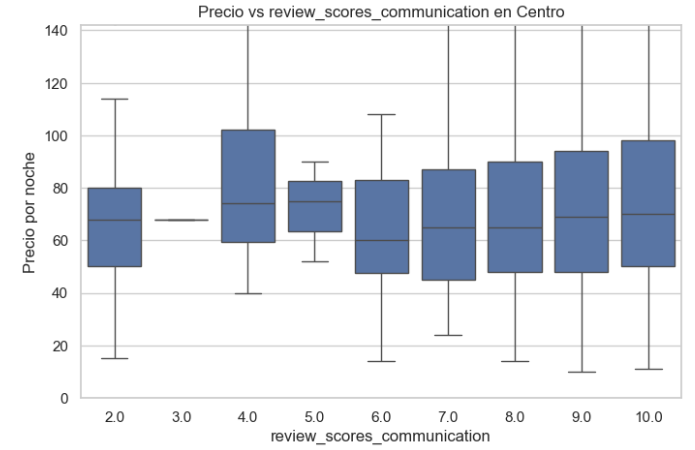 Precio vs review_scores_communication en Centro
Precio por noche
140
120
100
80
60
40
20
0
2.0 3.0 4.0 5.0 6.0 7.0 8.0 9.0 10.0
review_scores_communication